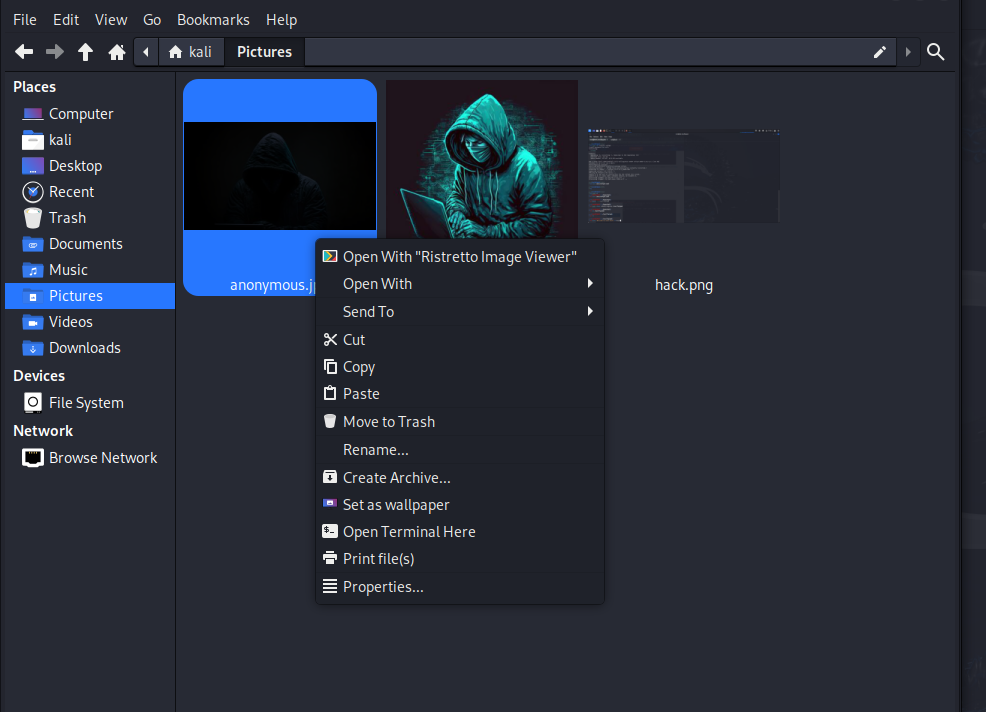 File Edit View Go Bookmarks Help
kali Pictures
Places
Computer
kali
Desktop
Recent
Trash
Documents
Music
Pictures
Videos
Downloads
Devices
File System
Network
Browse Network
anonymous.j
hack.png
Open With "Ristretto Image Viewer"
Open With
Send To
Cut
Copy
Paste
Move to Trash
Rename...
Create Archive...
Set as wallpaper
Open Terminal Here
Print file(s)
Properties...